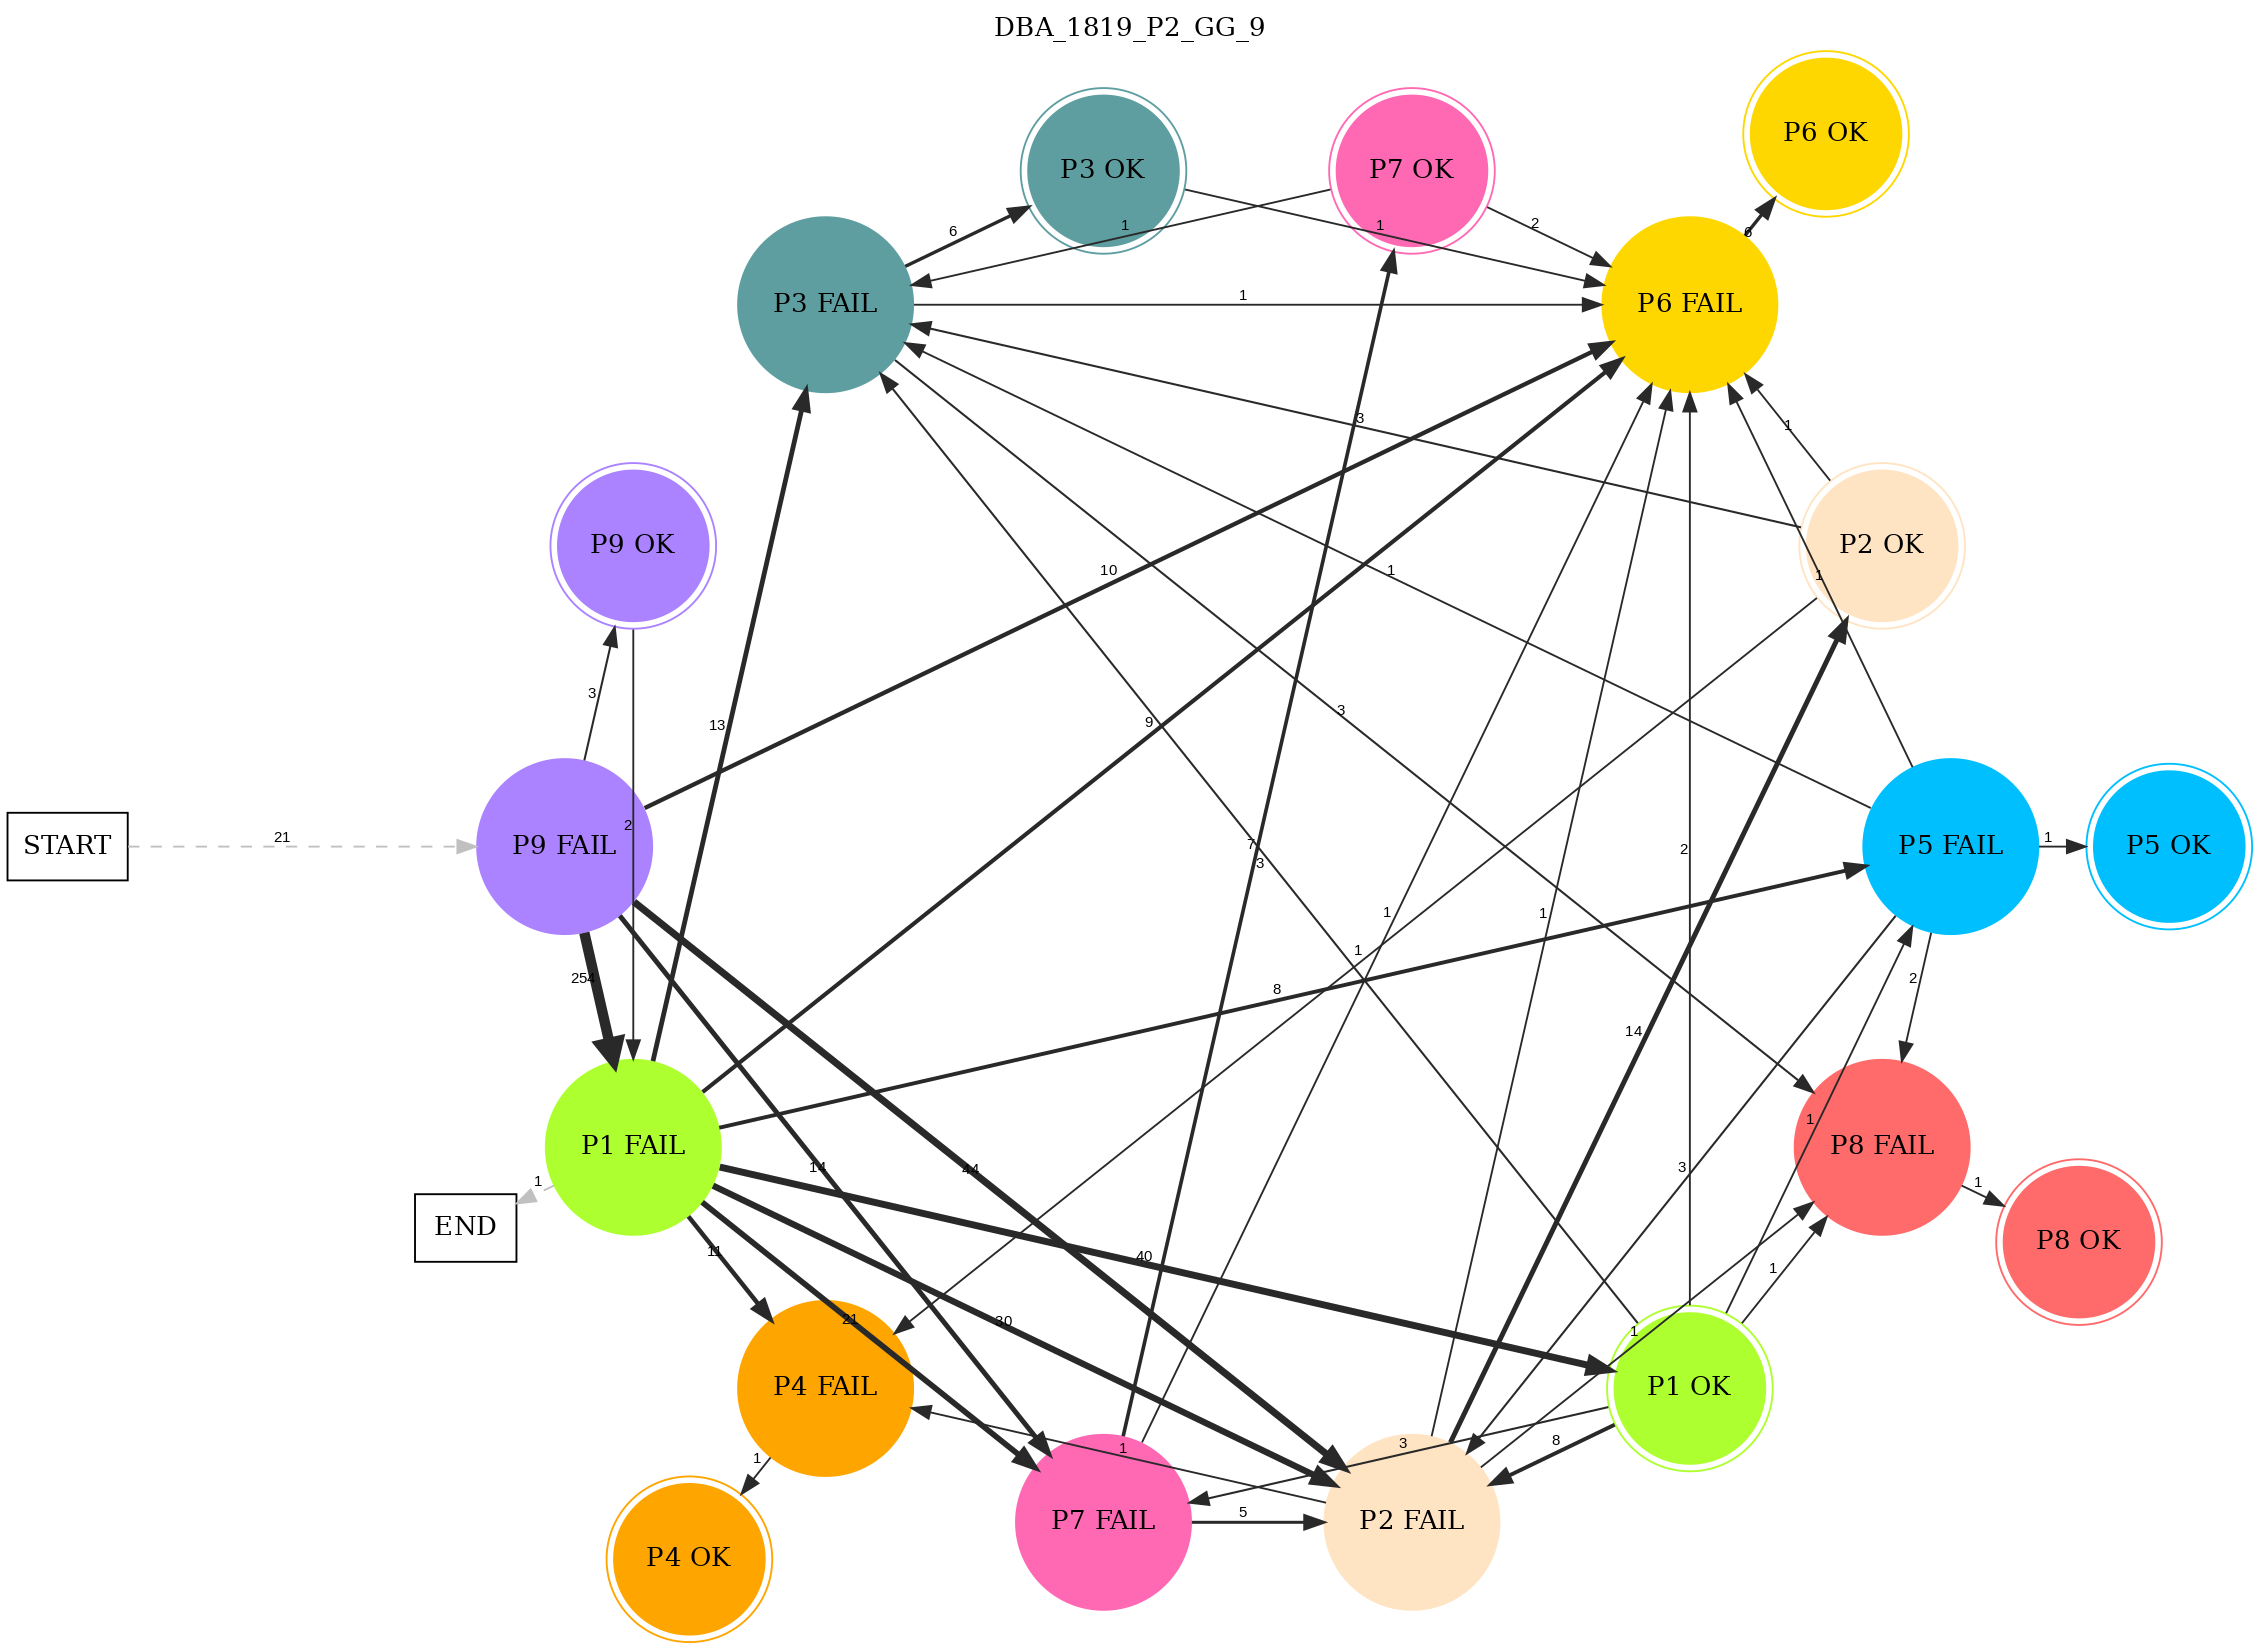 DBA_1819_P2_GG_9
P6 OK
P3 OK
P7 OK
6
1
1
2
6
P3 FAIL
1
P6 FAIL
3
1
P9 OK
P2 OK
10
1
1
3
3
9
13
21
2
7
2
1
START
P9 FAIL
3
P5 FAIL
P5 OK
1
1
1
254
2
8
14
1
P1 FAIL
1
P8 FAIL
14
44
3
1
1
END
P8 OK
11
40
1
21
30
1
P4 FAIL
P1 OK
1
1
3
8
5
P7 FAIL
P2 FAIL
P4 OK